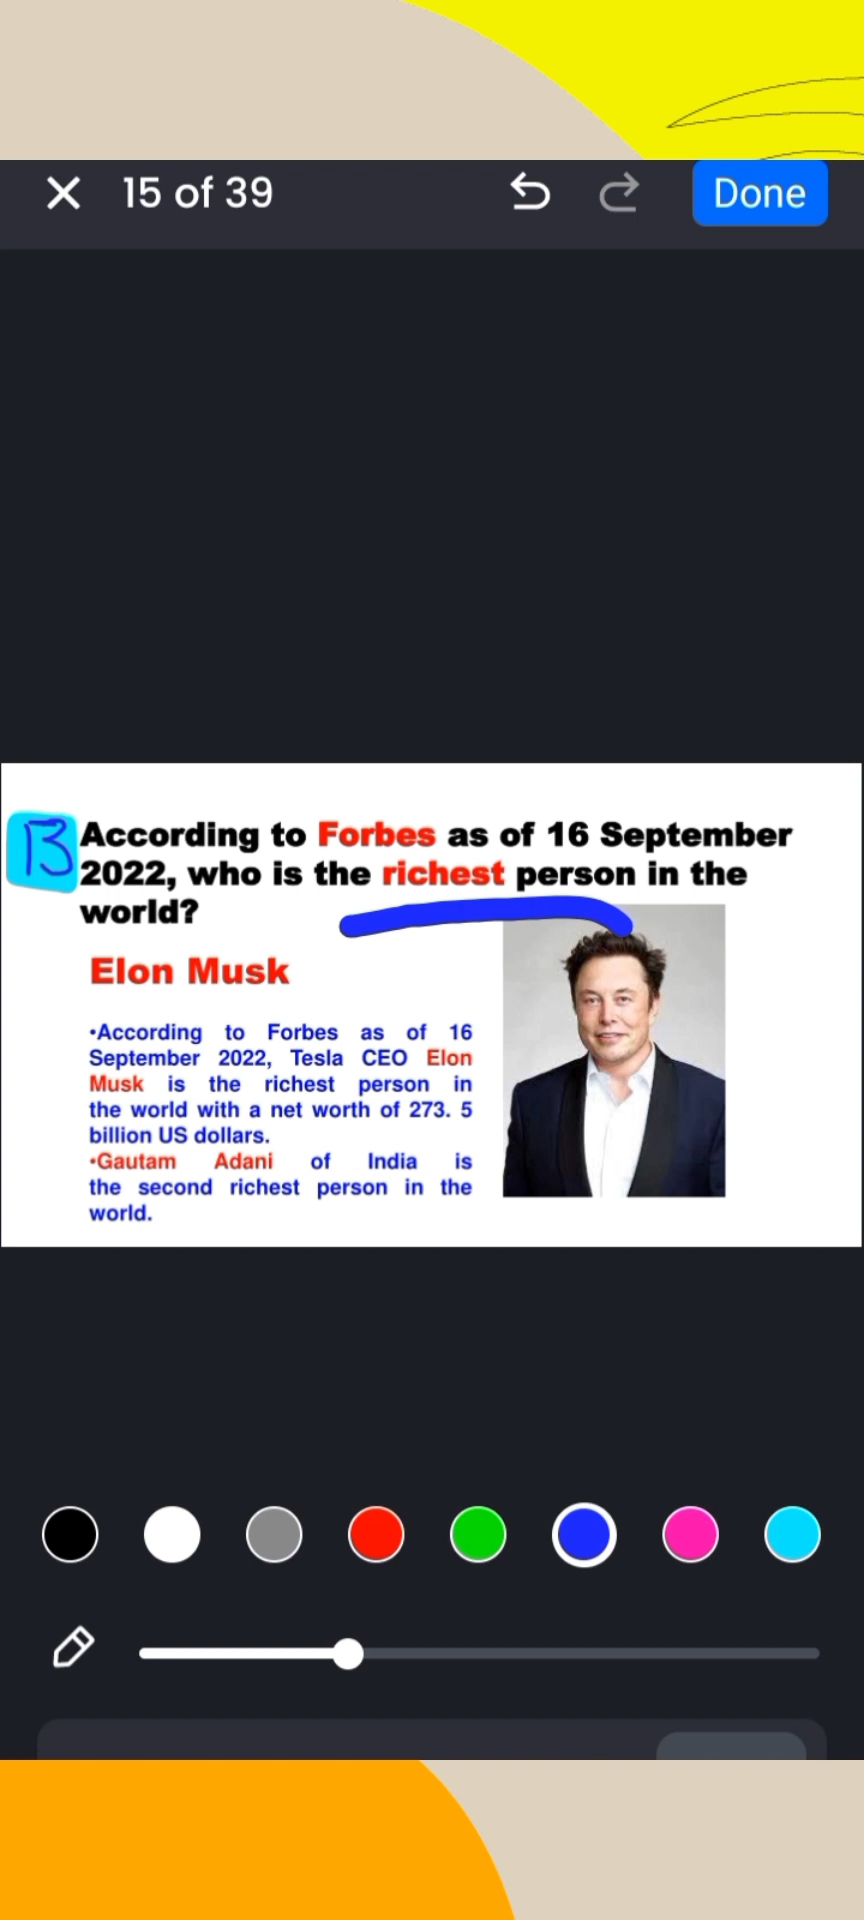 15 of 39
Done
13
According to Forbes as of 16 September
2022, who is the richest person in the
world?
Elon Musk
•According to Forbes as of 16
September 2022, Tesla CEO Elon
Musk is the richest person in
the world with a net worth of 273. 5
billion US dollars.
•Gautam Adani of India is
the second richest person in the
world.